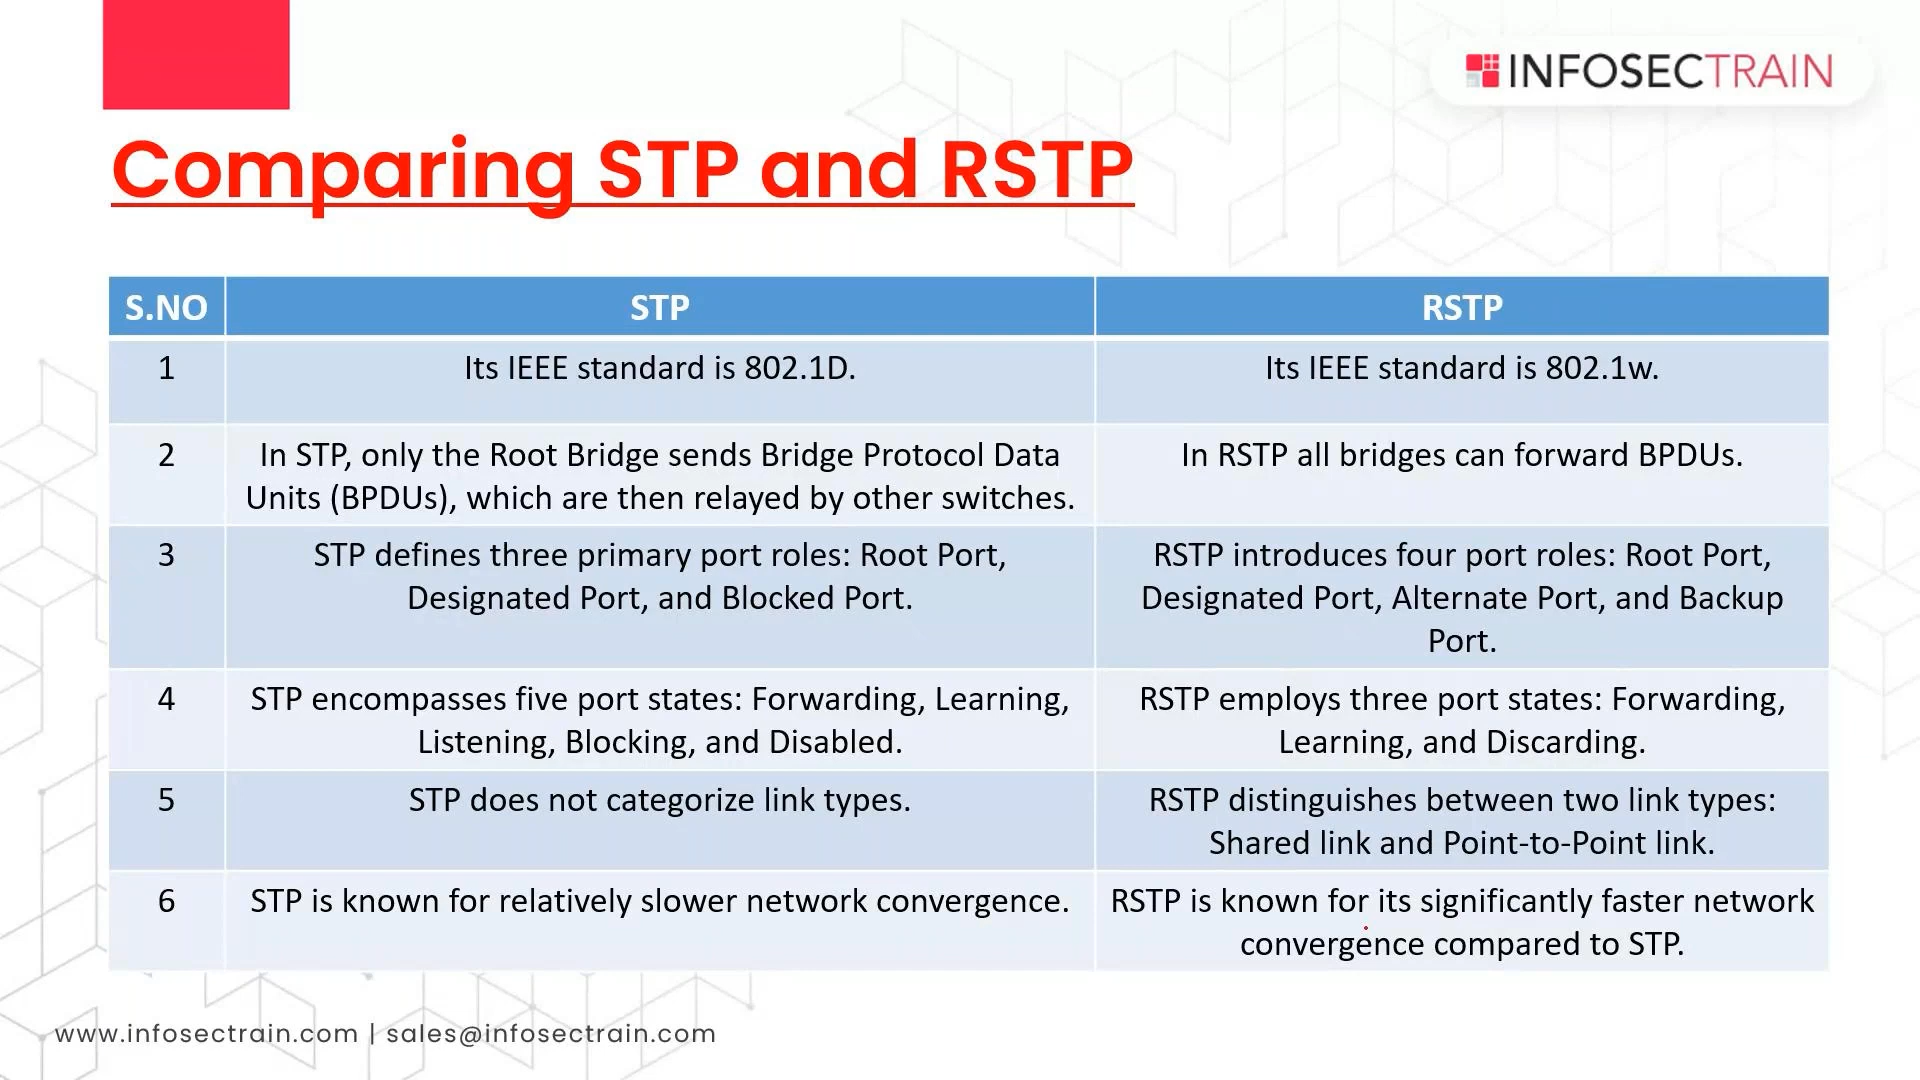 INFOSECTRAIN
Comparing STP and RSTP
S.NO STP RSTP
1 Its IEEE standard is 802.1D. Its IEEE standard is 802.1w.
2 In STP, only the Root Bridge sends Bridge Protocol Data
Units (BPDUs), which are then relayed by other switches.
In RSTP all bridges can forward BPDUs.
3 STP defines three primary port roles: Root Port,
Designated Port, and Blocked Port.
RSTP introduces four port roles: Root Port,
Designated Port, Alternate Port, and Backup
Port.
4 STP encompasses five port states: Forwarding, Learning,
Listening, Blocking, and Disabled.
RSTP employs three port states: Forwarding,
Learning, and Discarding.
5 STP does not categorize link types.
RSTP distinguishes between two link types:
Shared link and Point-to-Point link.
6 STP is known for relatively slower network convergence.
RSTP is known for its significantly faster network
convergence compared to STP.
www.infosectrain.com | sales@infosectrain.com